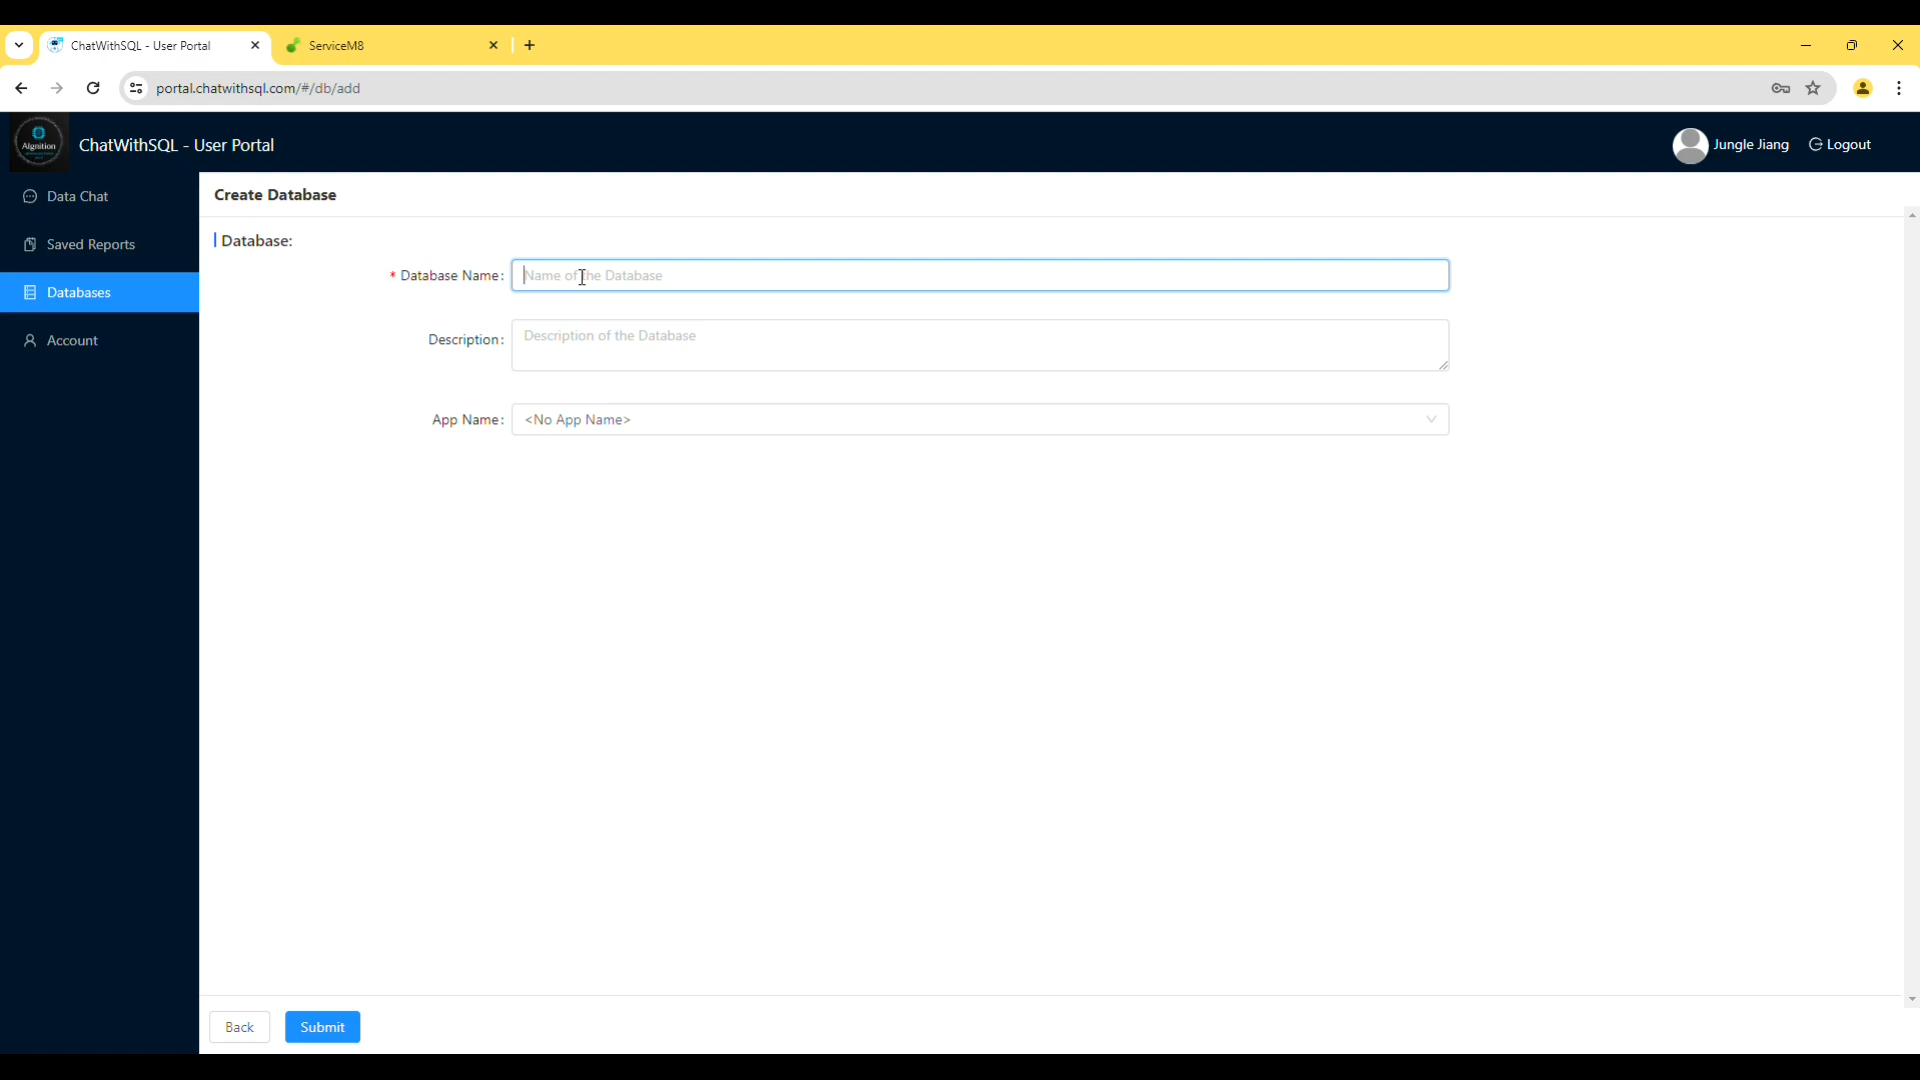 ChatWithSQL - User Portal
ServiceM8
portal.chatwithsql.com/#/db/add
AIgnition
ChatWithSQL - User Portal
Jungle Jiang
Logout
Data Chat
Saved Reports
Databases
Account
Create Database
Database:
* Database Name:
Name of the Database
Description:
Description of the Database
App Name:
<No App Name>
Back
Submit